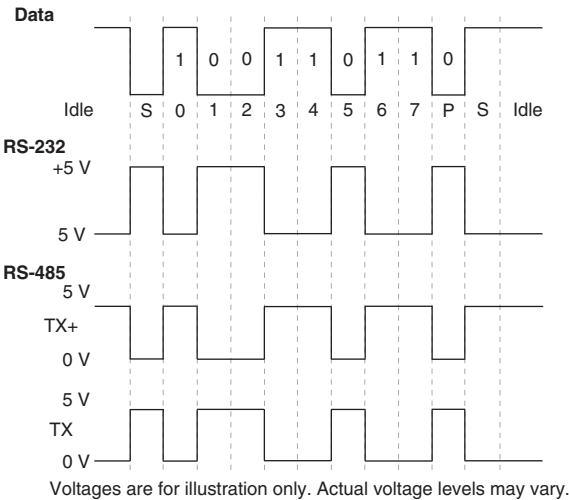 Data
1 0 0 1 1 0 1 1 0
Idle S 0 1 2 3 4 5 6 7 P S Idle
RS-232
+5 V
5 V
RS-485
5 V
TX+
0 V
5 V
TX
0 V
Voltages are for illustration only. Actual voltage levels may vary.